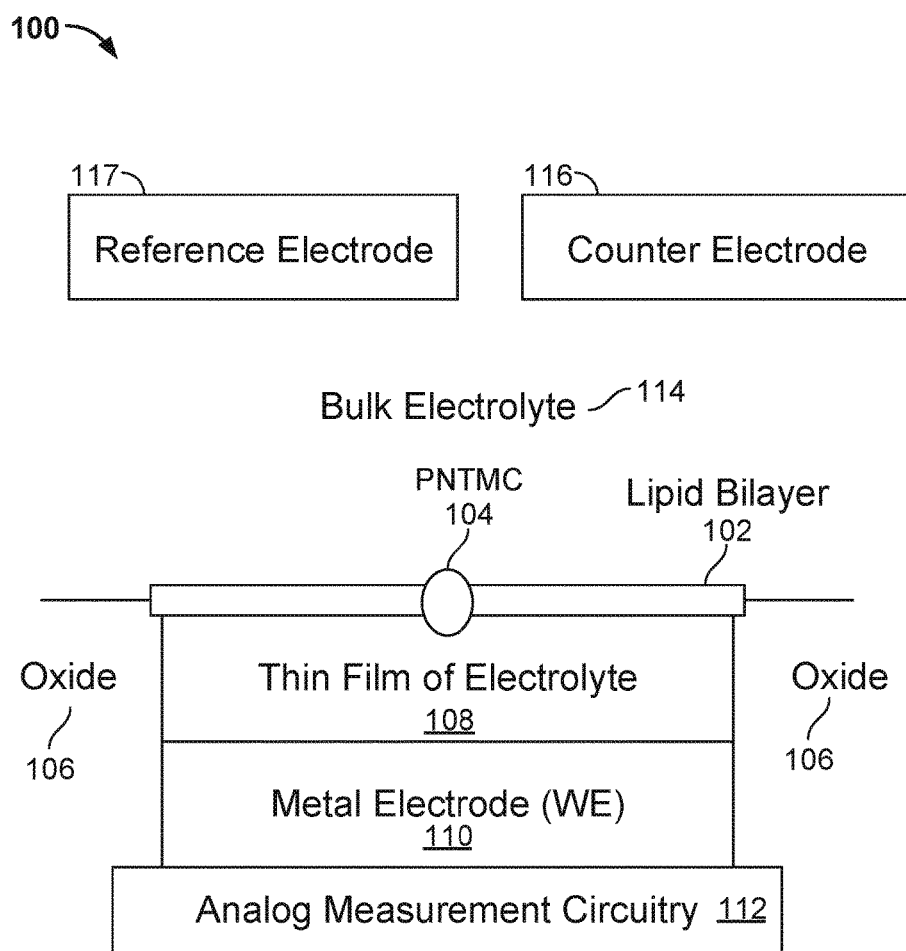 100
117
116
Reference Electrode
Counter Electrode
Bulk Electrolyte 114
PNTMC
104
Lipid Bilayer
102
Oxide
106
Thin Film of Electrolyte
108
Oxide
106
Metal Electrode (WE)
110
Analog Measurement Circuitry 112